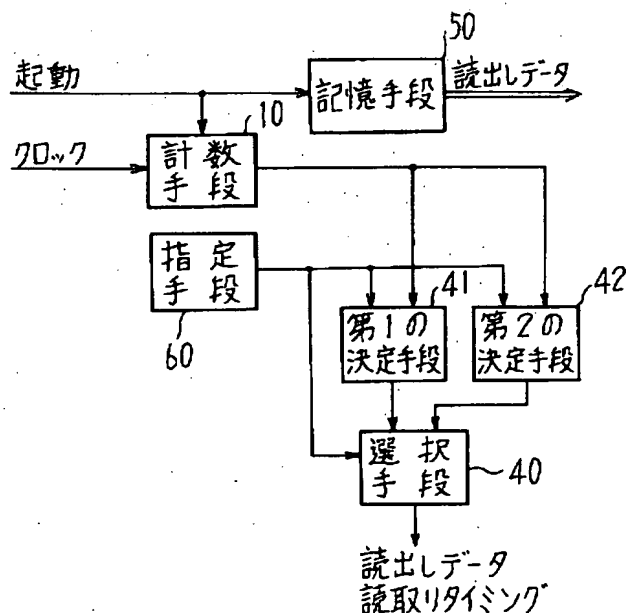 50
起動
記憶手段
読出しデータ
10
クロック
計数
手段
指定
手段
60
41
42
第1の
決定手段
第2の
決定手段
選択
手段
40
読出しデータ
読取りタイミング